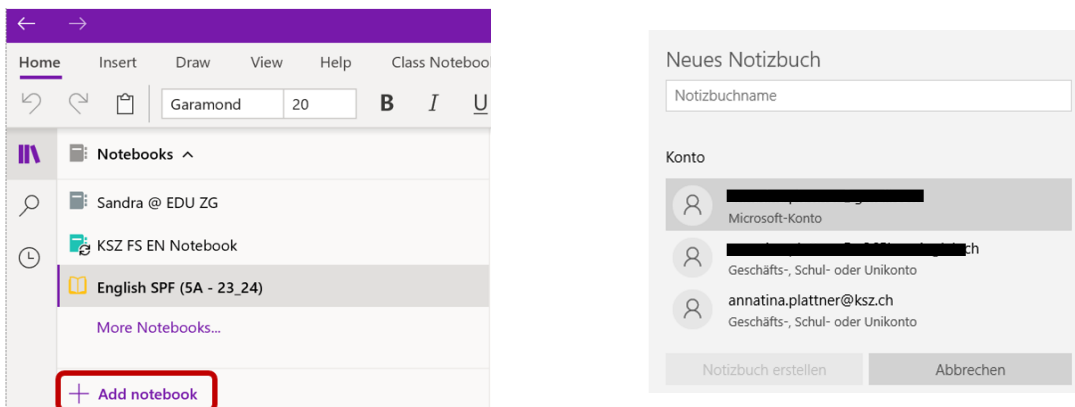 Home Insert Draw View Help Class Noteboo
Garamond 20 B I U
Notebooks
Sandra @ EDU ZG
KSZ FS EN Notebook
English SPF (5A - 23_24)
More Notebooks...
Add notebook
Neues Notizbuch
Notizbuchname
Konto
Microsoft-Konto
ch
Geschäfts-, Schul- oder Unikonto
annatina.plattner@ksz.ch
Geschäfts-, Schul- oder Unikonto
Notizbuch erstellen Abbrechen